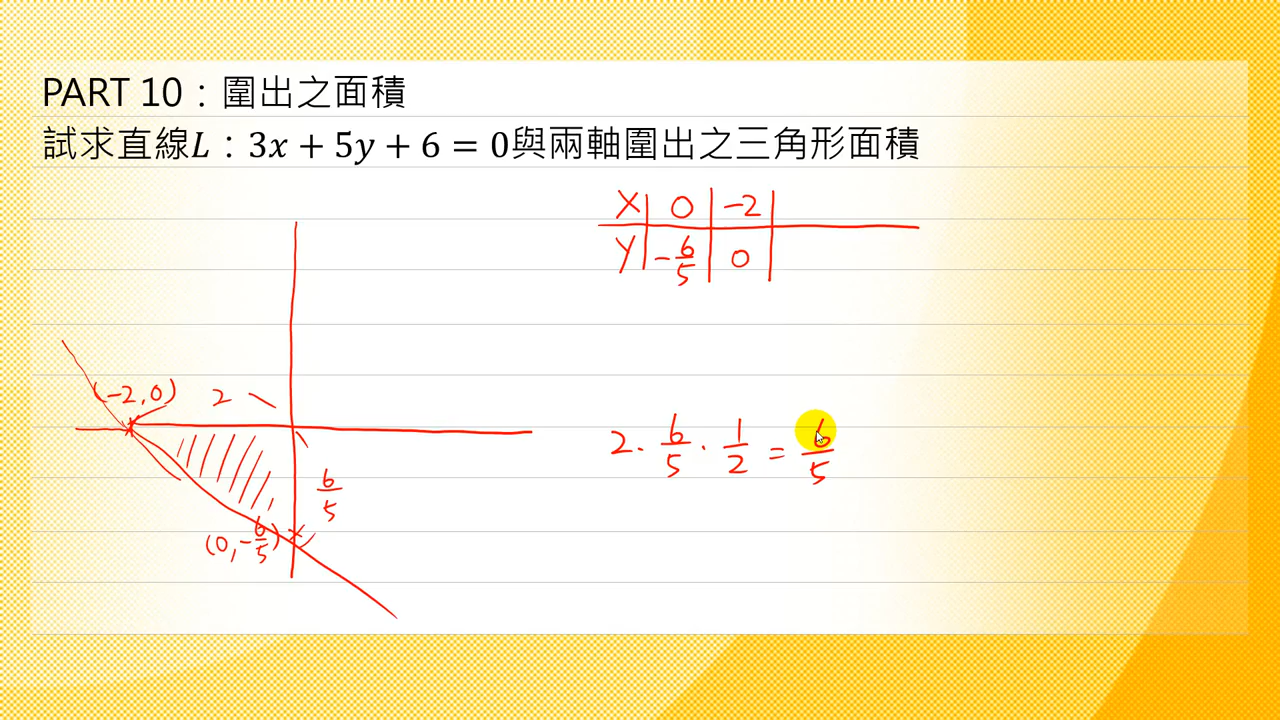 PART 10：圍出之面積
試求直線L：3x + 5y + 6 = 0與兩軸圍出之三角形面積
X | 0 | -2 |
Y | -6/5 | 0 |
(-2,0) 2
6/5
(0,-6/5)
2 · 6/5 · 1/2 = 6/5